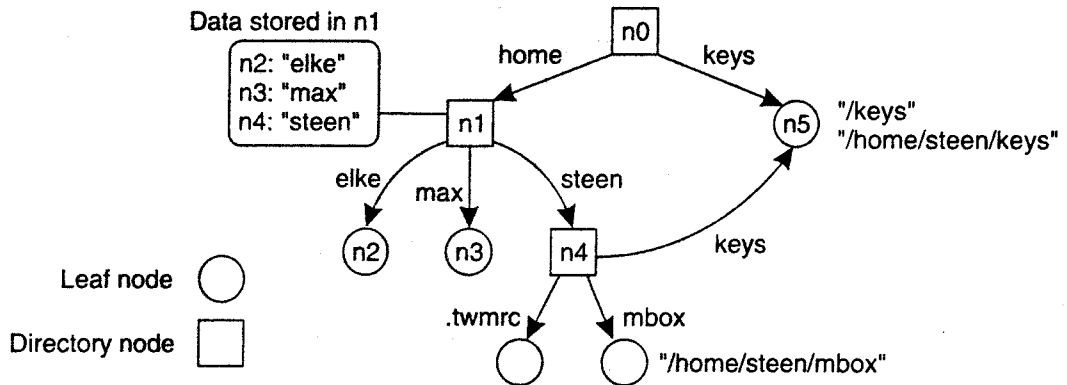 Data stored in n1
n2: "elke"
n3: "max"
n4: "steen"
n0
home
keys
n1
n5
"/keys"
"/home/steen/keys"
elke
max
steen
n2
n3
n4
keys
Leaf node
.twmrc
mbox
Directory node
"/home/steen/mbox"